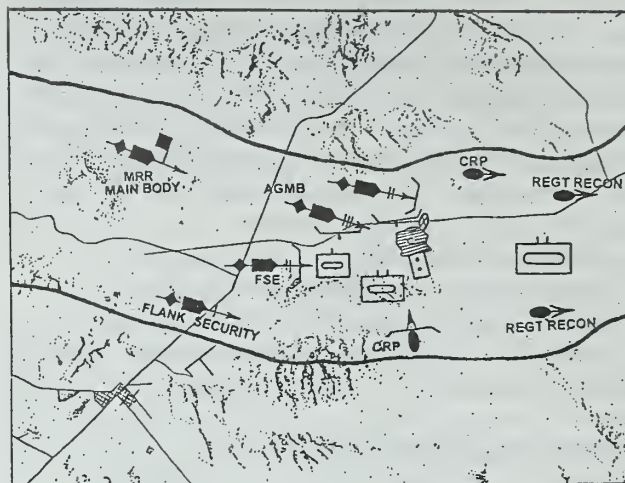 CRP
REGT RECON
MRR
MAIN BODY
AGMB
FSE
FLANK SECURITY
CRP
REGT RECON